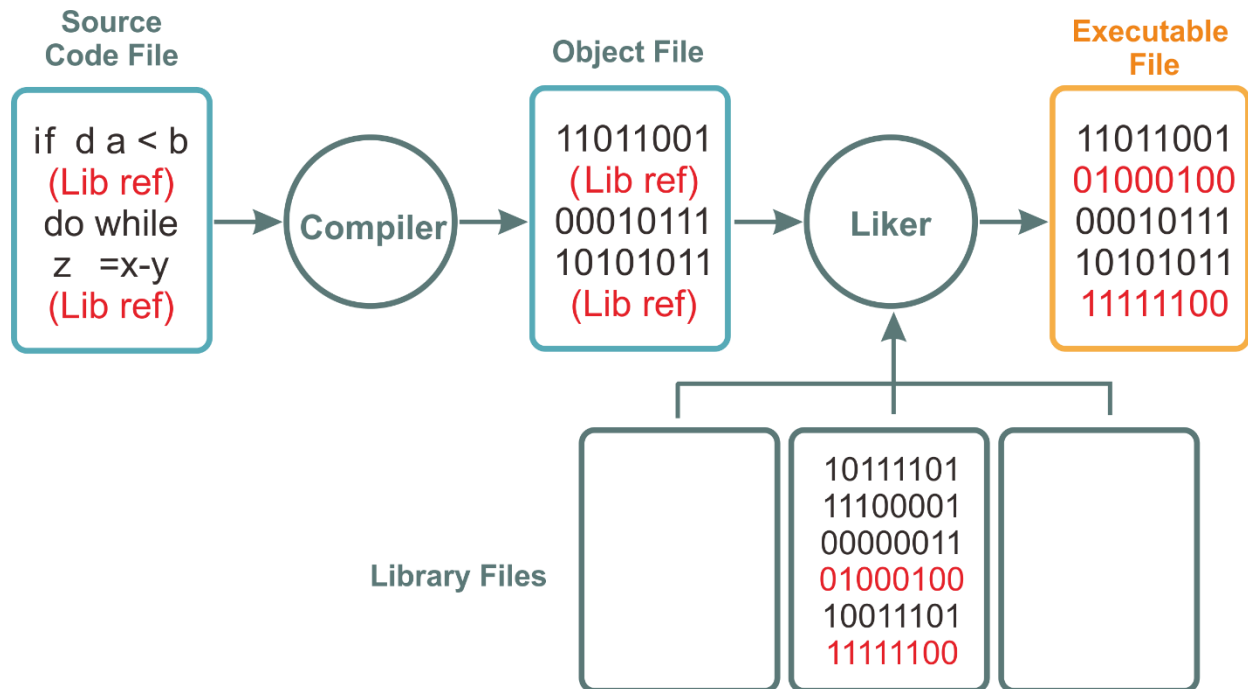 Source
Code File
if d a < b
(Lib ref)
do while
z =x-y
(Lib ref)
Compiler
Object File
11011001
(Lib ref)
00010111
10101011
(Lib ref)
Liker
Executable
File
11011001
01000100
00010111
10101011
11111100
Library Files
10111101
11100001
00000011
01000100
10011101
11111100